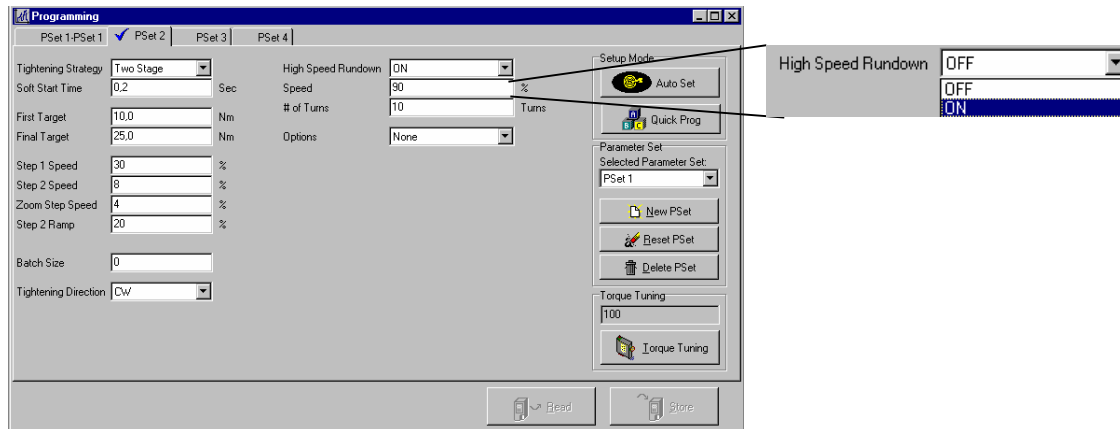 Programming
PSet 1-PSet 1 PSet 2 PSet 3 PSet 4
Tightening Strategy Two Stage
Soft Start Time 0,2 Sec
First Target 10,0 Nm
Final Target 25,0 Nm
Step 1 Speed 30 %
Step 2 Speed 8 %
Zoom Step Speed 4 %
Step 2 Ramp 20 %
Batch Size 0
Tightening Direction CW
High Speed Rundown ON
Speed 90 %
# of Turns 10 Turns
Options None
Setup Mode
Auto Set
Quick Prog
Parameter Set
Selected Parameter Set:
PSet 1
New PSet
Reset PSet
Delete PSet
Torque Tuning
100
Torque Tuning
Read Store
High Speed Rundown OFF
OFF
ON